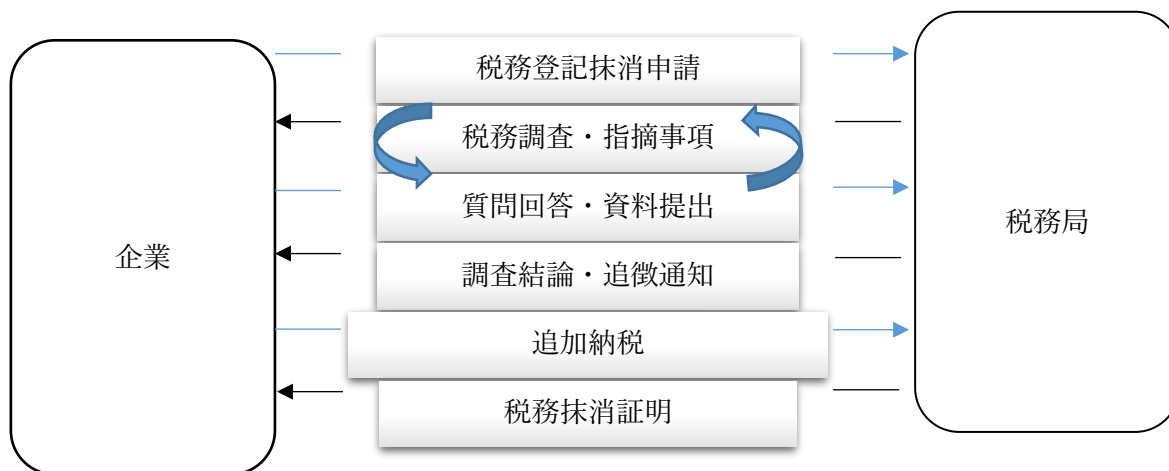 税務登記抹消申請
税務調査・指摘事項
質問回答・資料提出
企業
税務局
調査結論・追徴通知
追加納税
税務抹消証明